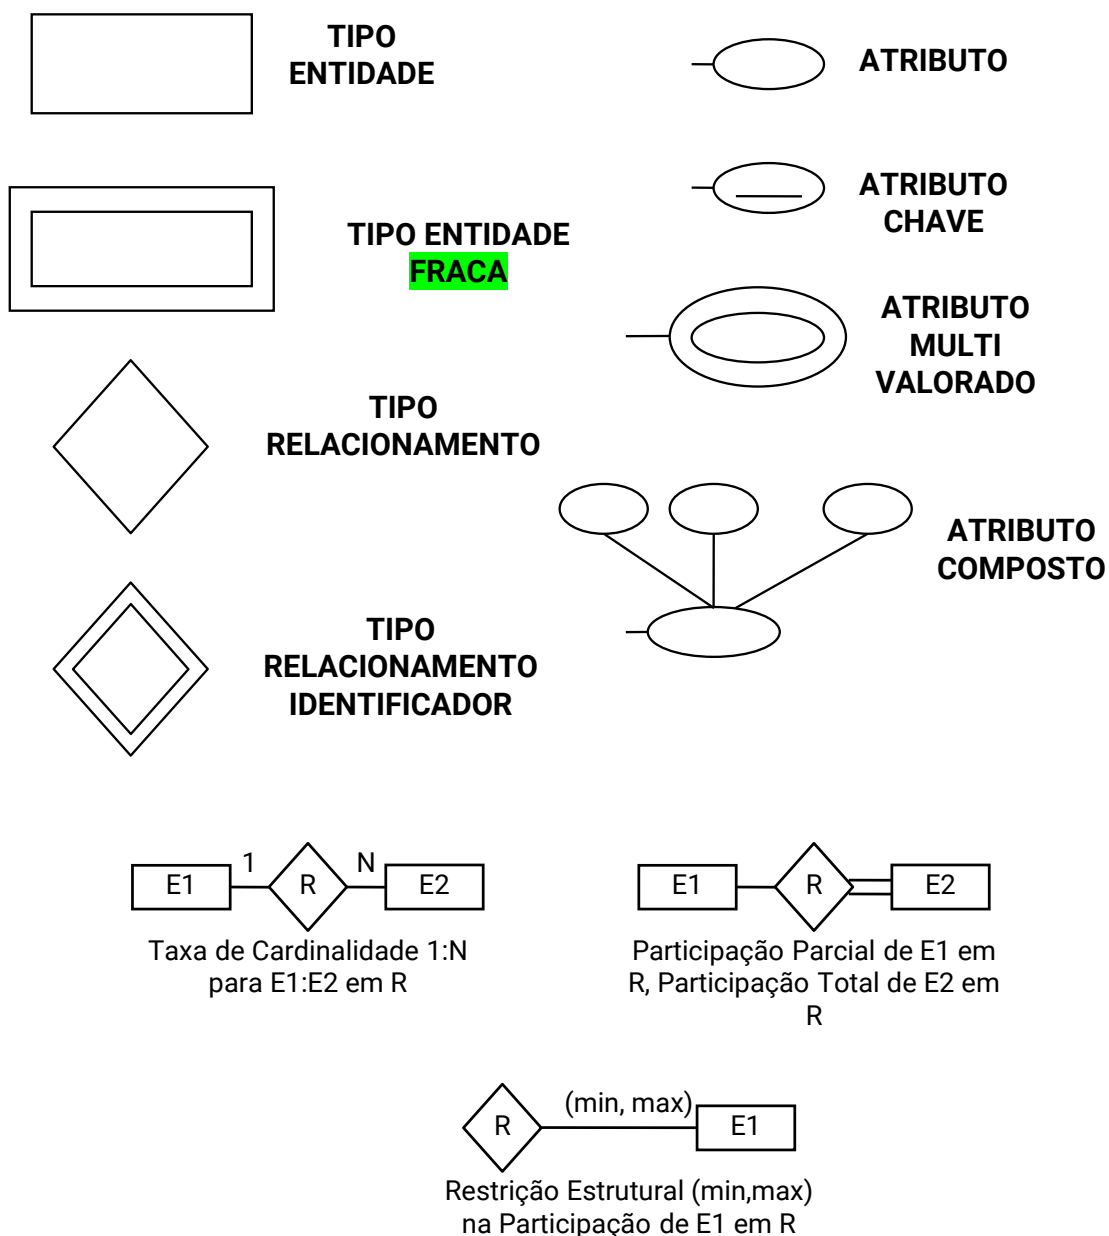 TIPO
ENTIDADE
ATRIBUTO
ATRIBUTO
CHAVE
TIPO ENTIDADE
FRACA
ATRIBUTO
MULTI
VALORADO
TIPO
RELACIONAMENTO
ATRIBUTO
COMPOSTO
TIPO
RELACIONAMENTO
IDENTIFICADOR
E1 1 R N E2
Taxa de Cardinalidade 1:N
para E1:E2 em R
E1 R E2
Participação Parcial de E1 em
R, Participação Total de E2 em
R
R (min, max) E1
Restrição Estrutural (min,max)
na Participação de E1 em R